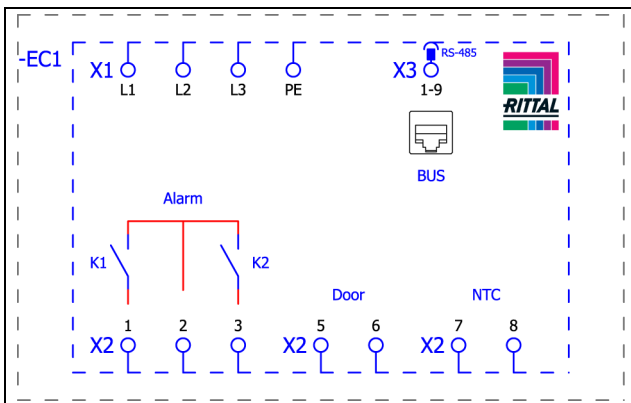 -EC1
X1
L1
L2
L3
PE
X3
RS-485
1-9
RITTAL
BUS
Alarm
K1
K2
Door
NTC
X2
1
2
3
X2
5
6
X2
7
8